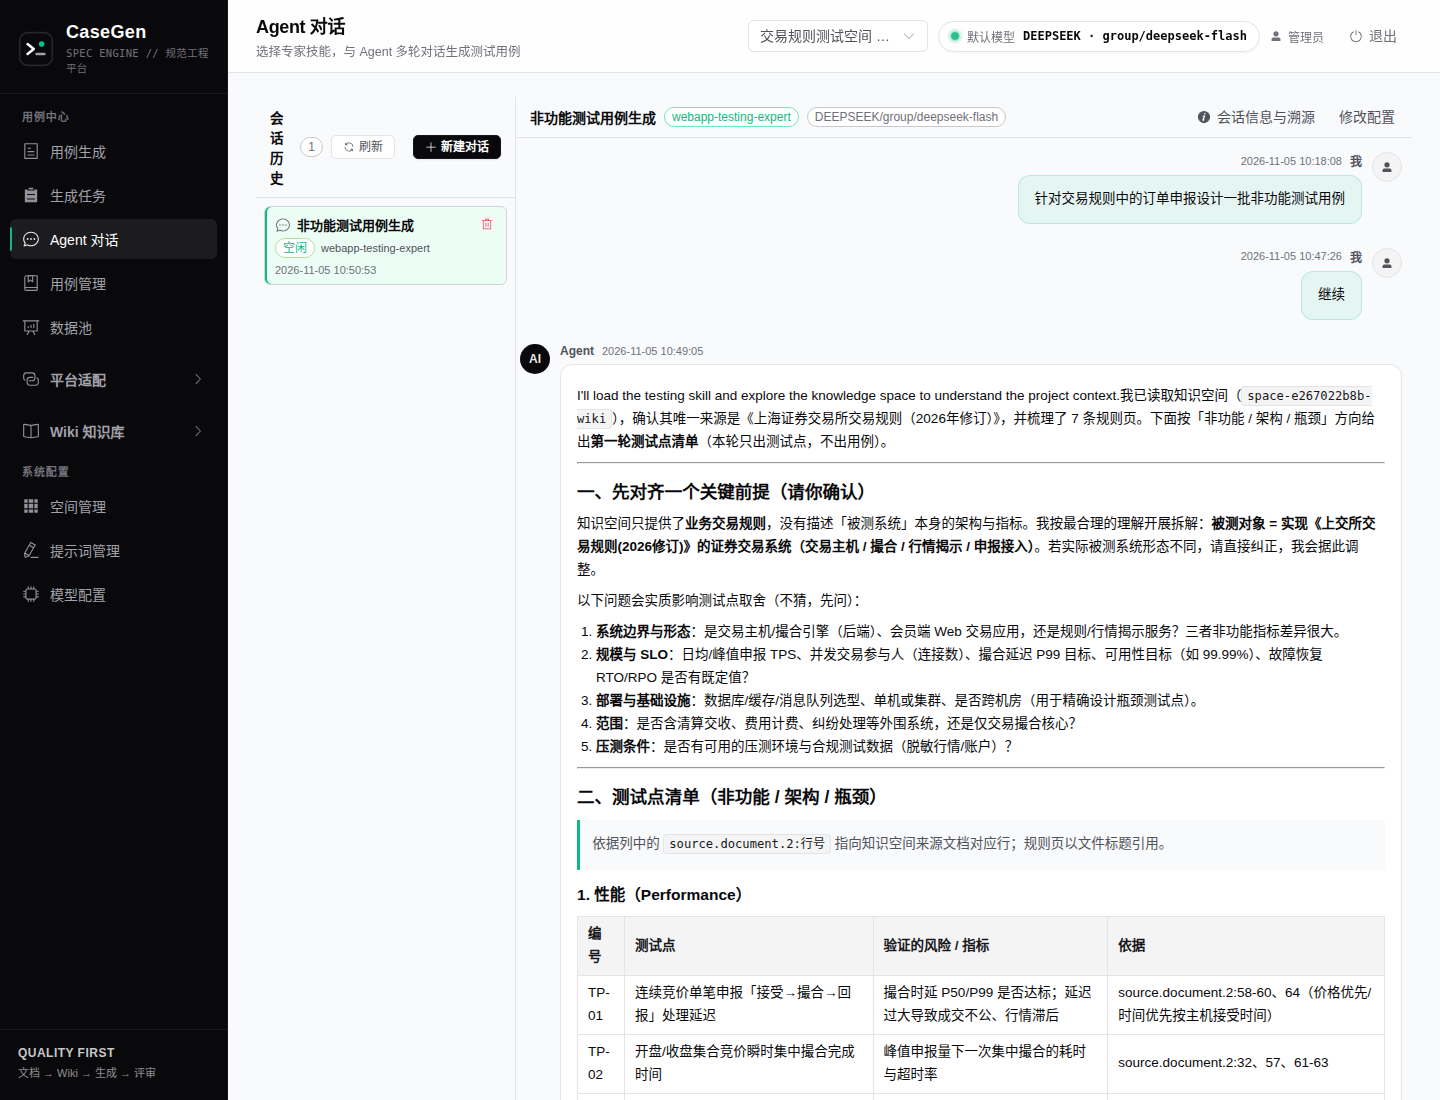 CaseGen
SPEC ENGINE // 规范工程
平台
用例中心
用例生成
生成任务
Agent 对话
用例管理
数据池
平台适配
Wiki 知识库
系统配置
空间管理
提示词管理
模型配置
QUALITY FIRST
文档 → Wiki → 生成 → 评审
Agent 对话
选择专家技能，与 Agent 多轮对话生成测试用例
交易规则测试空间 ...
默认模型 DEEPSEEK · group/deepseek-flash
管理员
退出
会话历史
1
刷新
新建对话
非功能测试用例生成
空闲 webapp-testing-expert
2026-11-05 10:50:53
非功能测试用例生成 webapp-testing-expert DEEPSEEK/group/deepseek-flash
会话信息与溯源
修改配置
2026-11-05 10:18:08 我
针对交易规则中的订单申报设计一批非功能测试用例
2026-11-05 10:47:26 我
继续
AI
Agent 2026-11-05 10:49:05
I'll load the testing skill and explore the knowledge space to understand the project context.我已读取知识空间（space-e267022b8b-
wiki），确认其唯一来源是《上海证券交易所交易规则（2026年修订）》，并梳理了 7 条规则页。下面按「非功能 / 架构 / 瓶颈」方向给
出第一轮测试点清单（本轮只出测试点，不出用例）。
一、先对齐一个关键前提（请你确认）
知识空间只提供了业务交易规则，没有描述「被测系统」本身的架构与指标。我按最合理的理解开展拆解：被测对象 = 实现《上交所交
易规则(2026修订)》的证券交易系统（交易主机 / 撮合 / 行情揭示 / 申报接入）。若实际被测系统形态不同，请直接纠正，我会据此调
整。
以下问题会实质影响测试点取舍（不猜，先问）：
1. 系统边界与形态：是交易主机/撮合引擎（后端）、会员端 Web 交易应用，还是规则/行情揭示服务？三者非功能指标差异很大。
2. 规模与 SLO：日均/峰值申报 TPS、并发交易参与人（连接数）、撮合延迟 P99 目标、可用性目标（如 99.99%）、故障恢复
RTO/RPO 是否有既定值？
3. 部署与基础设施：数据库/缓存/消息队列选型、单机或集群、是否跨机房（用于精确设计瓶颈测试点）。
4. 范围：是否含清算交收、费用计费、纠纷处理等外围系统，还是仅交易撮合核心？
5. 压测条件：是否有可用的压测环境与合规测试数据（脱敏行情/账户）？
二、测试点清单（非功能 / 架构 / 瓶颈）
依据列中的 source.document.2:行号 指向知识空间来源文档对应行；规则页以文件标题引用。
1. 性能（Performance）
编号 测试点 验证的风险 / 指标 依据
TP-01 连续竞价单笔申报「接受→撮合→回报」处理延迟 撮合时延 P50/P99 是否达标；延迟过大导致成交不公、行情滞后 source.document.2:58-60、64（价格优先/时间优先按主机接受时间）
TP-02 开盘/收盘集合竞价瞬时集中撮合完成时间 峰值申报量下一次集中撮合的耗时与超时率 source.document.2:32、57、61-63